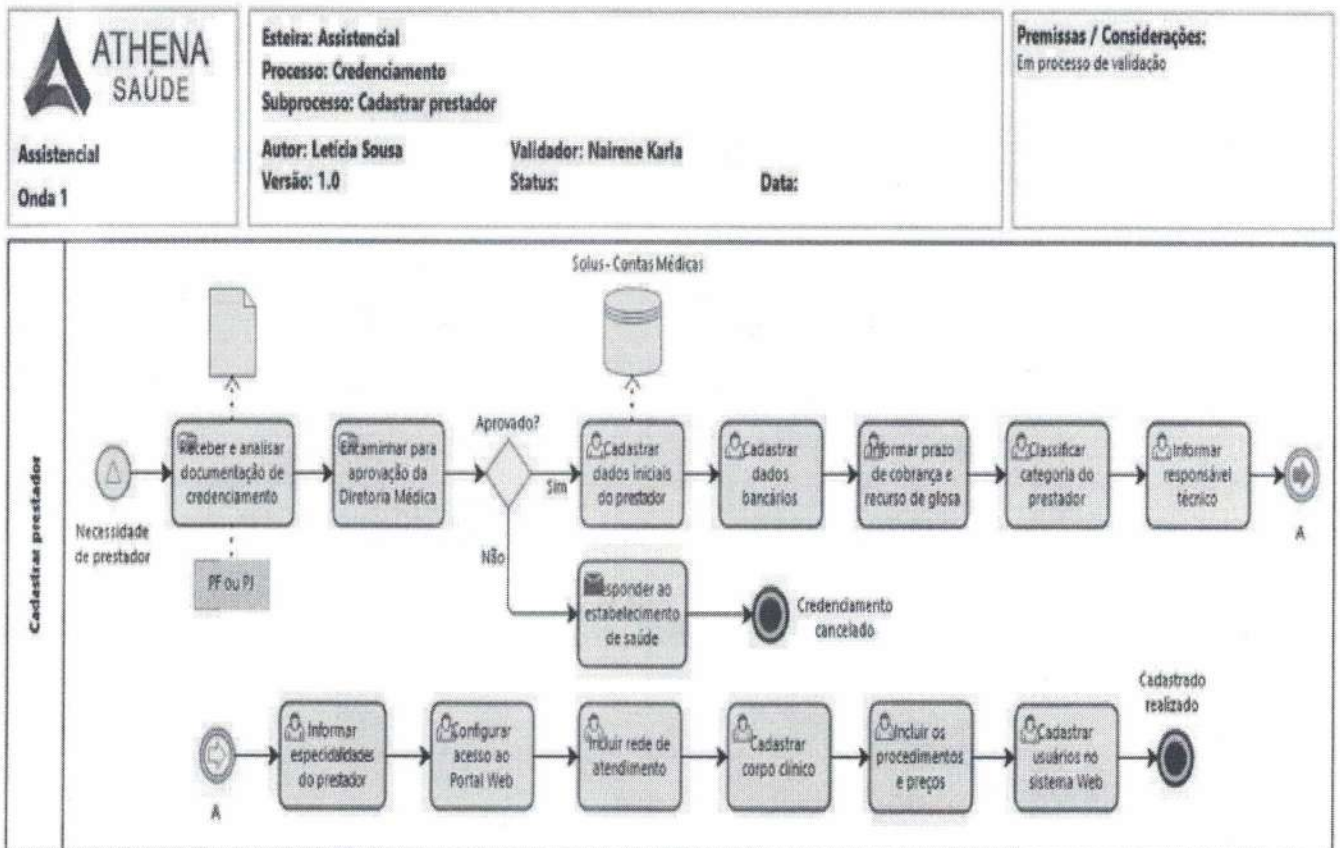 ATHENA
SAÚDE
Assistencial
Onda 1
Esteira: Assistencial
Processo: Credenciamento
Subprocesso: Cadastrar prestador
Autor: Letícia Sousa
Validador: Nairene Karla
Versão: 1.0
Status:
Data:
Premissas / Considerações:
Em processo de validação
Cadastrar prestador
Solus - Contas Médicas
Necessidade
de prestador
Receber e analisar
documentação de
credenciamento
PF ou PJ
Encaminhar para
aprovação da
Diretoria Médica
Aprovado?
Sim
Não
Cadastrar
dados iniciais
do prestador
Cadastrar
dados
bancários
Informar prazo
de cobrança e
recurso de glosa
Classificar
categoria do
prestador
Informar
responsável
técnico
A
Responder ao
estabelecimento
de saúde
Credenciamento
cancelado
A
Informar
especialidades
do prestador
Configurar
acesso ao
Portal Web
Incluir rede de
atendimento
Cadastrar
corpo clínico
Incluir os
procedimentos
e preços
Cadastrar
usuários no
sistema Web
Cadastrado
realizado